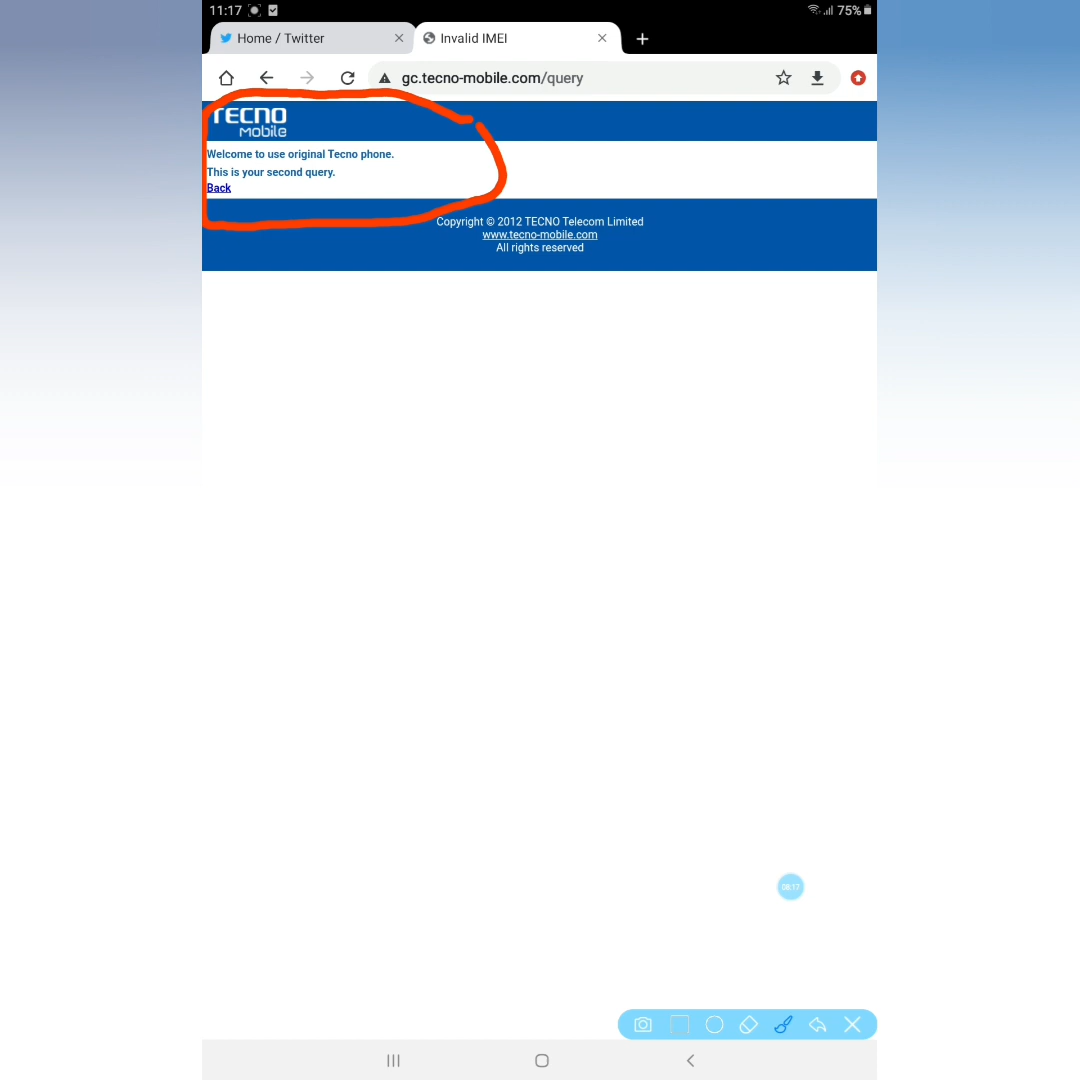 11:17
75%
Home / Twitter
Invalid IMEI
gc.tecno-mobile.com/query
TECNO
mobile
Welcome to use original Tecno phone.
This is your second query.
Back
Copyright © 2012 TECNO Telecom Limited
www.tecno-mobile.com
All rights reserved
08:17